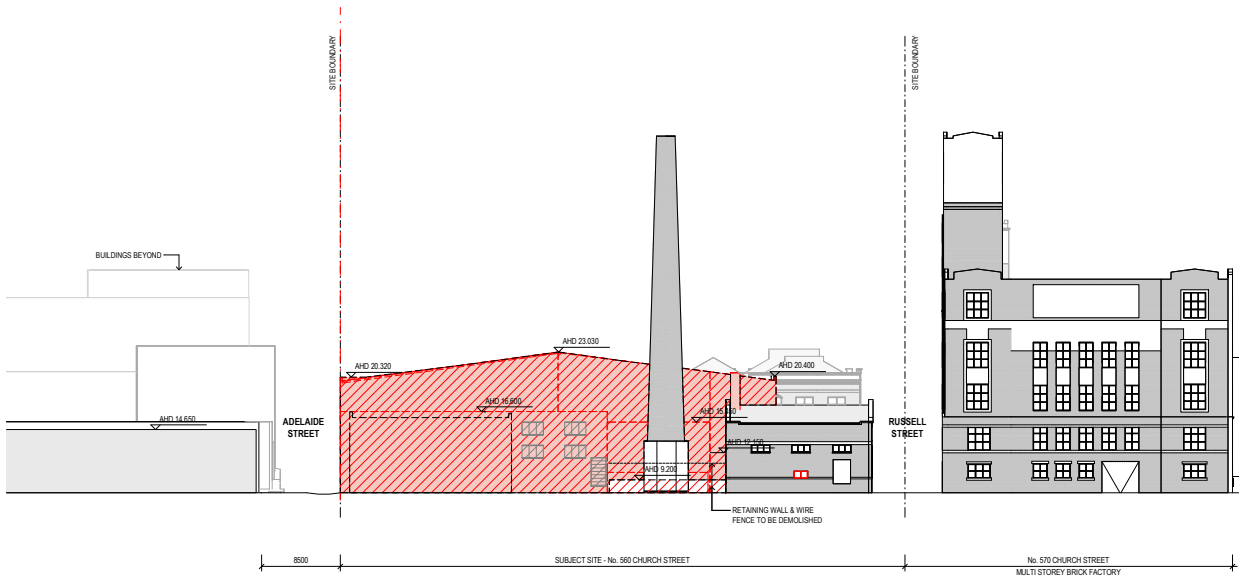 SITE BOUNDARY
SITE BOUNDARY
BUILDINGS BEYOND
AHD 23.030
AHD 20.320
AHD 20.400
AHD 16.600
AHD 14.650
ADELAIDE
STREET
RUSSELL
STREET
AHD 12.150
AHD 9.200
RETAINING WALL & WIRE
FENCE TO BE DEMOLISHED
8500
SUBJECT SITE - No. 560 CHURCH STREET
No. 570 CHURCH STREET
MULTI STOREY BRICK FACTORY